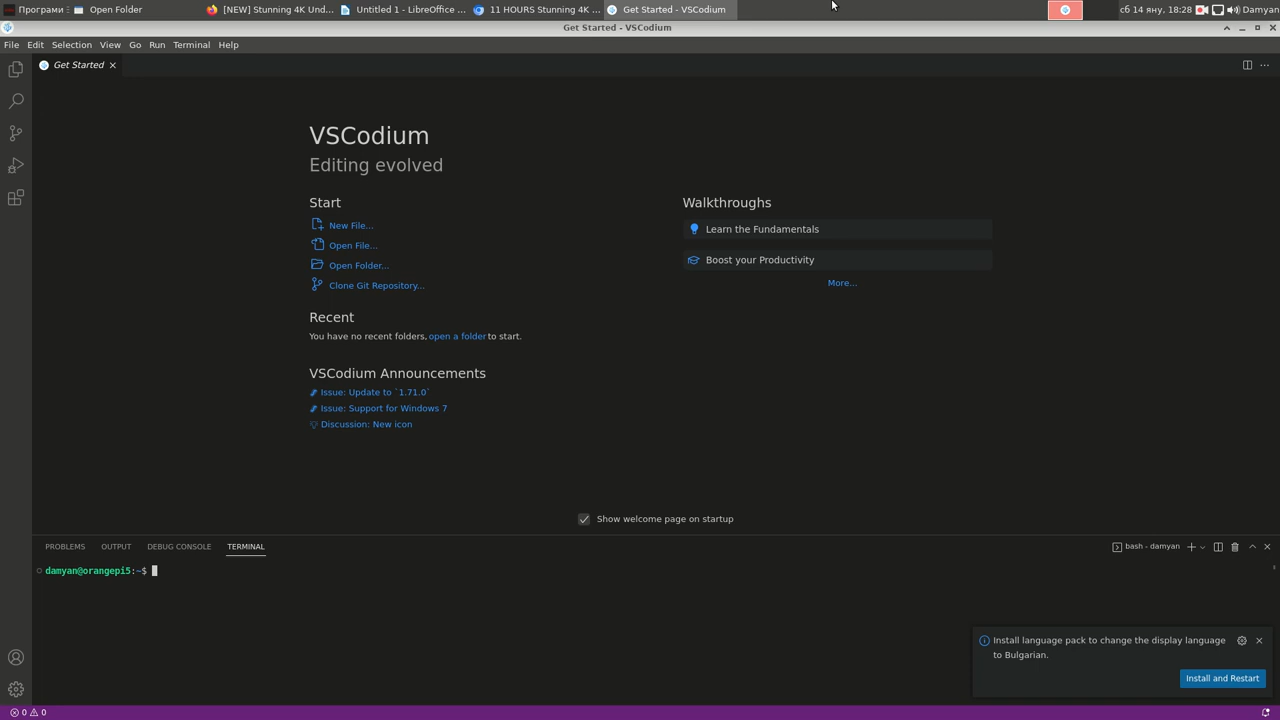 Програми
Open Folder
[NEW] Stunning 4K Und...
Untitled 1 - LibreOffice ...
11 HOURS Stunning 4K ...
Get Started - VSCodium
сб 14 яну, 18:28
Damyan
Get Started - VSCodium
File Edit Selection View Go Run Terminal Help
Get Started
VSCodium
Editing evolved
Start
New File...
Open File...
Open Folder...
Clone Git Repository...
Recent
You have no recent folders, open a folder to start.
VSCodium Announcements
Issue: Update to `1.71.0`
Issue: Support for Windows 7
Discussion: New icon
Walkthroughs
Learn the Fundamentals
Boost your Productivity
More...
Show welcome page on startup
PROBLEMS OUTPUT DEBUG CONSOLE TERMINAL
bash - damyan
damyan@orangepi5:~$
Install language pack to change the display language
to Bulgarian.
Install and Restart
0 0